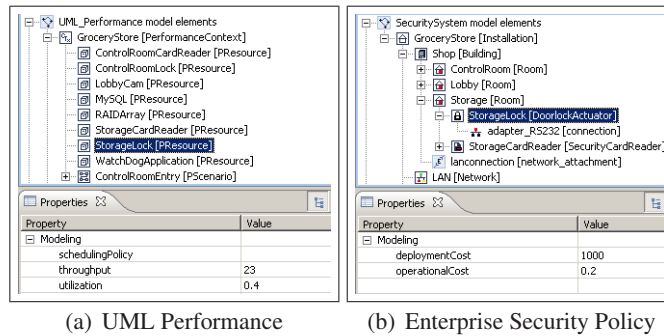 UML_Performance model elements
GroceryStore [PerformanceContext]
ControlRoomCardReader [PResource]
ControlRoomLock [PResource]
LobbyCam [PResource]
MySQL [PResource]
RAIDArray [PResource]
StorageCardReader [PResource]
StorageLock [PResource]
WatchDogApplication [PResource]
ControlRoomEntry [PScenario]
Properties
Property Value
Modeling
schedulingPolicy
throughput 23
utilization 0.4
(a) UML Performance
SecuritySystem model elements
GroceryStore [Installation]
Shop [Building]
ControlRoom [Room]
Lobby [Room]
Storage [Room]
StorageLock [DoorlockActuator]
adapter_RS232 [connection]
StorageCardReader [SecurityCardReader]
lanconnection [network_attachment]
LAN [Network]
Properties
Property Value
Modeling
deploymentCost 1000
operationalCost 0.2
(b) Enterprise Security Policy